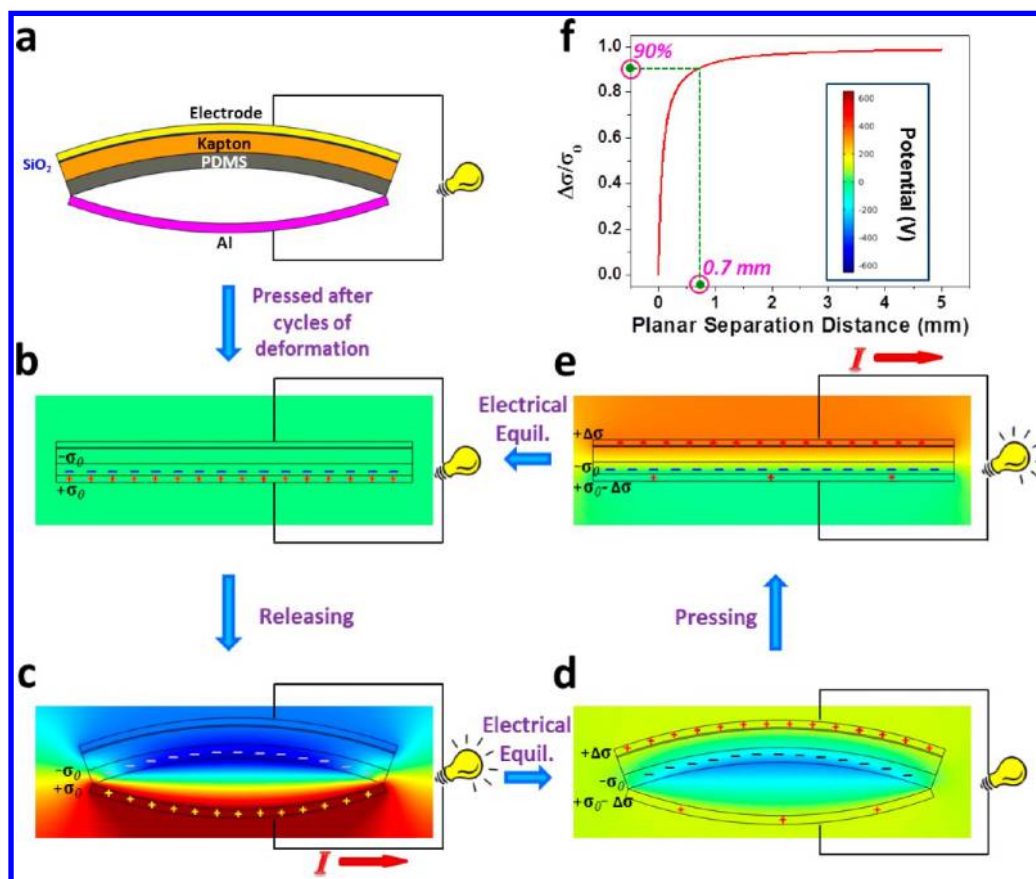 a
Electrode
Kapton
SiO₂
PDMS
Al
Pressed after
cycles of
deformation
f
90%
1.0
0.8
0.6
0.4
0.2
0.0
Δσ/σ₀
0.7 mm
0 1 2 3 4 5
Planar Separation Distance (mm)
600
400
200
0
-200
-400
-600
Potential (V)
b
−σ₀
+σ₀
Electrical
Equil.
e
I
+Δσ
−σ₀
+σ₀− Δσ
Releasing
Pressing
c
−σ₀
+σ₀
I
Electrical
Equil.
d
+Δσ
−σ₀
+σ₀− Δσ